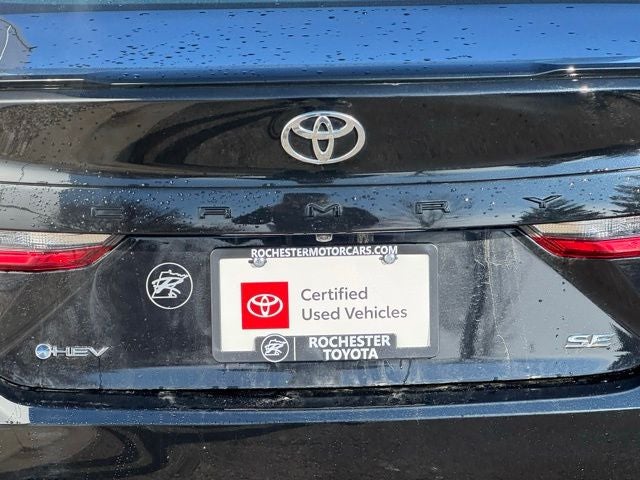 CAMRY
ROCHESTERMOTORCARS.COM
Certified
Used Vehicles
ROCHESTER
TOYOTA
HEV
SE